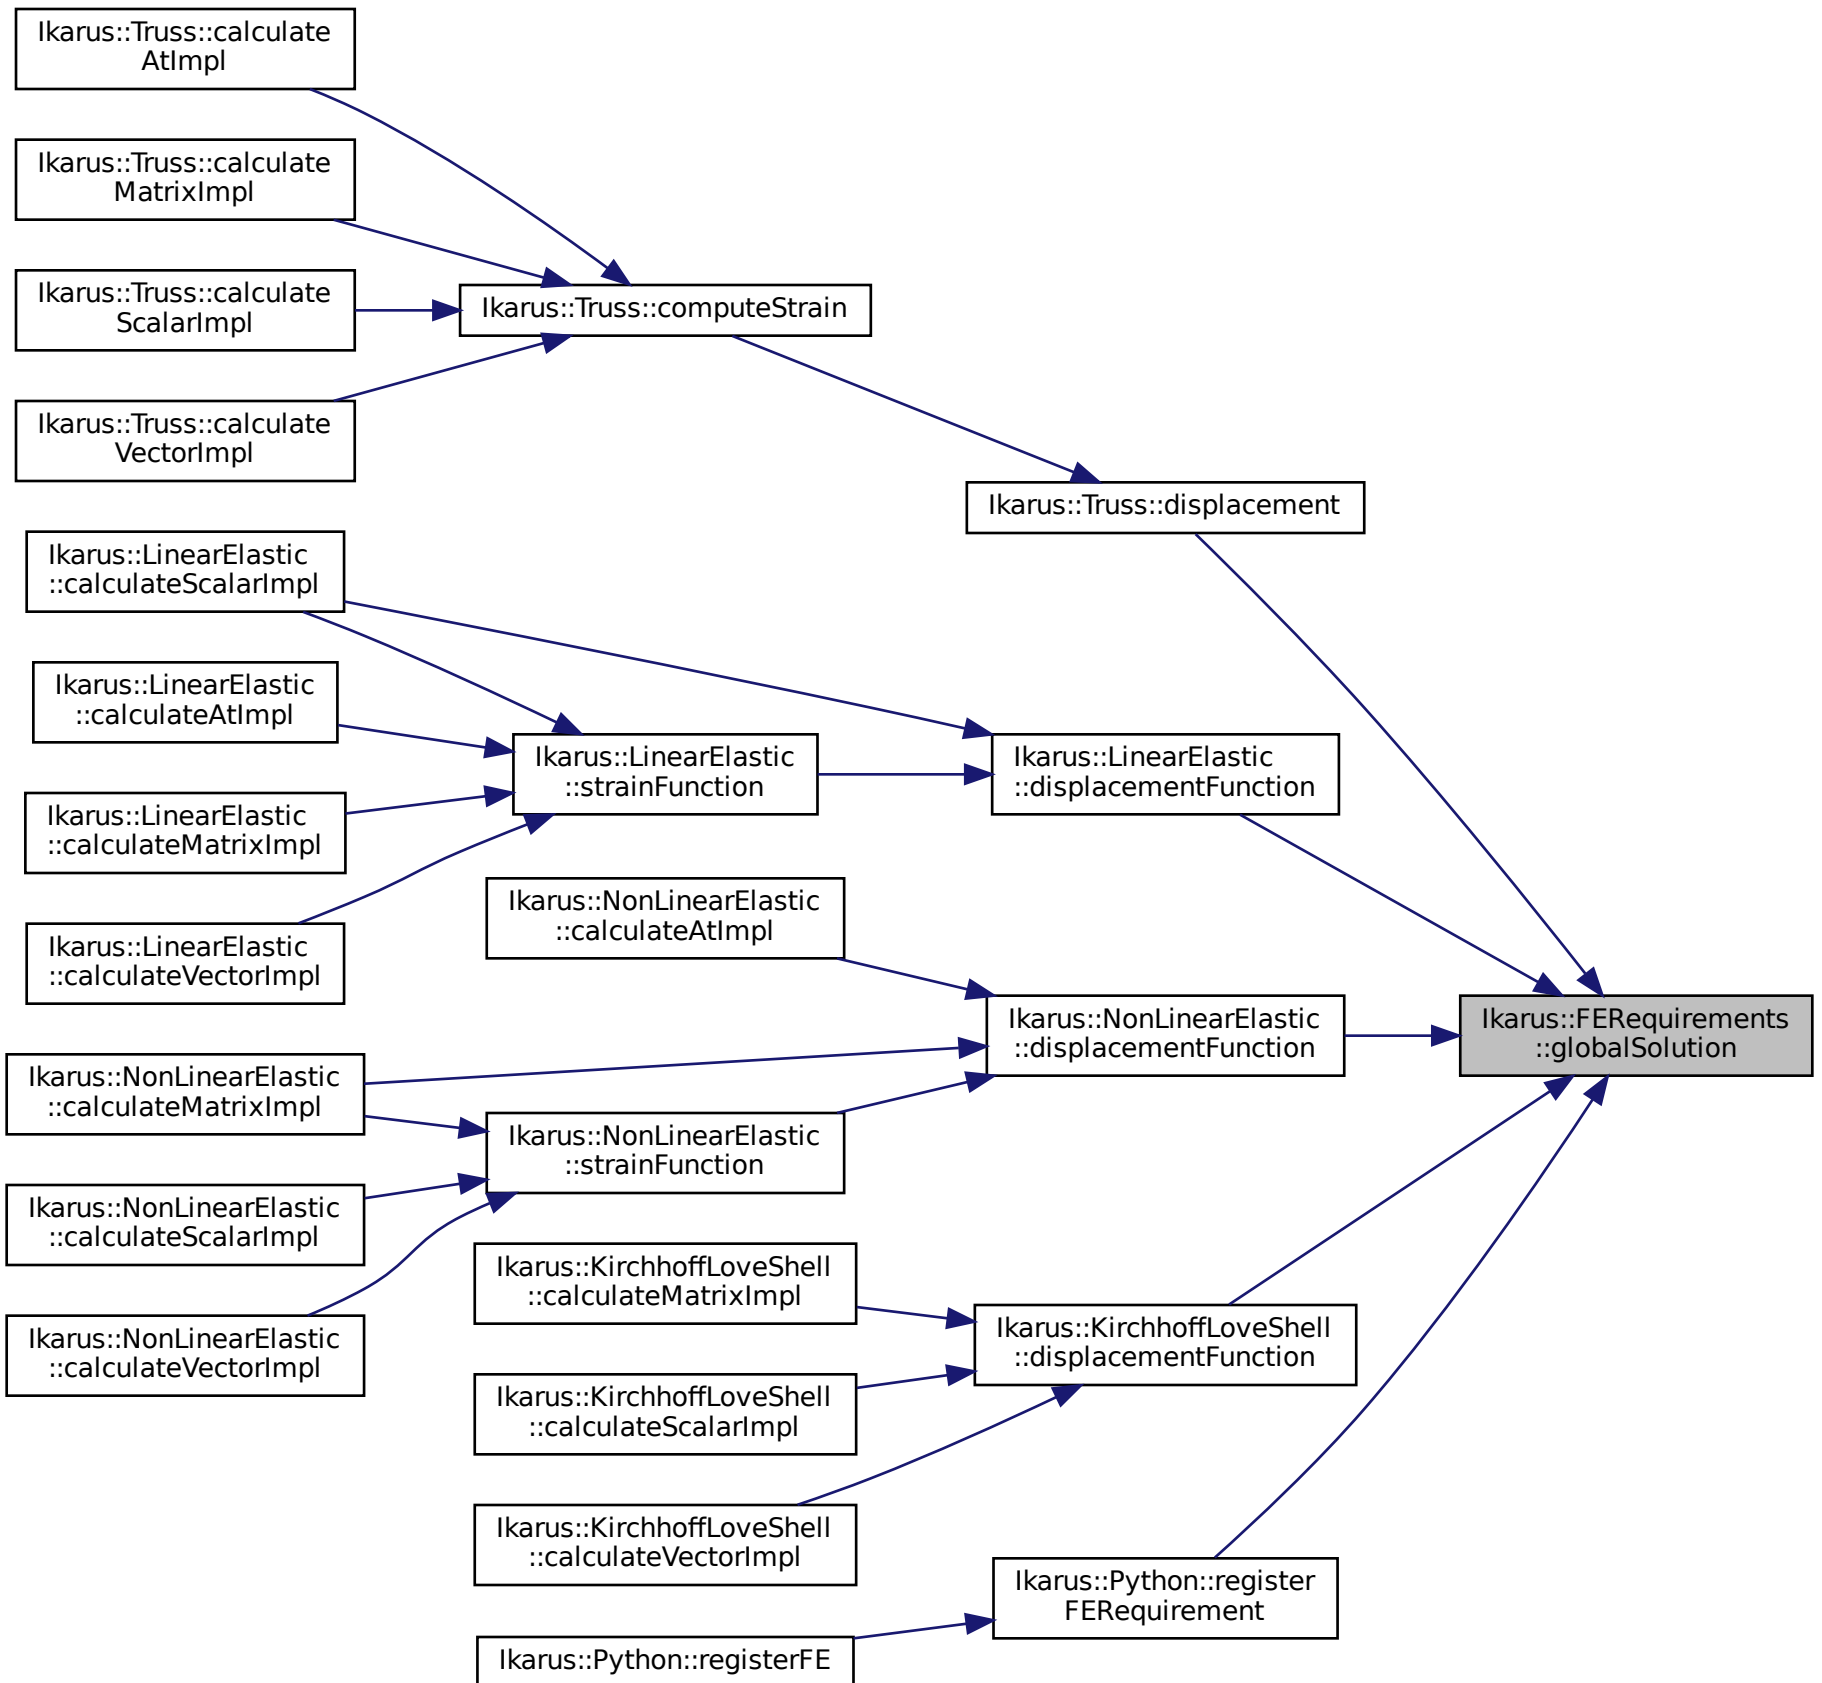 Ikarus::Truss::calculate
AtImpl
Ikarus::Truss::calculate
MatrixImpl
Ikarus::Truss::calculate
ScalarImpl
Ikarus::Truss::computeStrain
Ikarus::Truss::calculate
VectorImpl
Ikarus::Truss::displacement
Ikarus::LinearElastic
::calculateScalarImpl
Ikarus::LinearElastic
::calculateAtImpl
Ikarus::LinearElastic
::strainFunction
Ikarus::LinearElastic
::displacementFunction
Ikarus::LinearElastic
::calculateMatrixImpl
Ikarus::NonLinearElastic
::calculateAtImpl
Ikarus::LinearElastic
::calculateVectorImpl
Ikarus::NonLinearElastic
::displacementFunction
Ikarus::FERequirements
::globalSolution
Ikarus::NonLinearElastic
::calculateMatrixImpl
Ikarus::NonLinearElastic
::strainFunction
Ikarus::NonLinearElastic
::calculateScalarImpl
Ikarus::KirchhoffLoveShell
::calculateMatrixImpl
Ikarus::KirchhoffLoveShell
::displacementFunction
Ikarus::NonLinearElastic
::calculateVectorImpl
Ikarus::KirchhoffLoveShell
::calculateScalarImpl
Ikarus::KirchhoffLoveShell
::calculateVectorImpl
Ikarus::Python::register
FERequirement
Ikarus::Python::registerFE